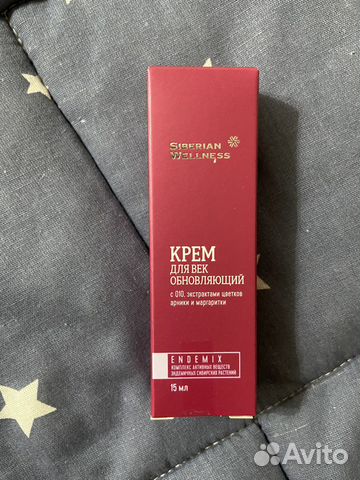 SIBERIAN
WELLNESS
КРЕМ
ДЛЯ ВЕК
ОБНОВЛЯЮЩИЙ
с Q10, экстрактами цветков
арники и маргаритки
ENDEMIX
КОМПЛЕКС АКТИВНЫХ ВЕЩЕСТВ
ЭНДЕМИЧНЫХ СИБИРСКИХ РАСТЕНИЙ
15 мл
Avito